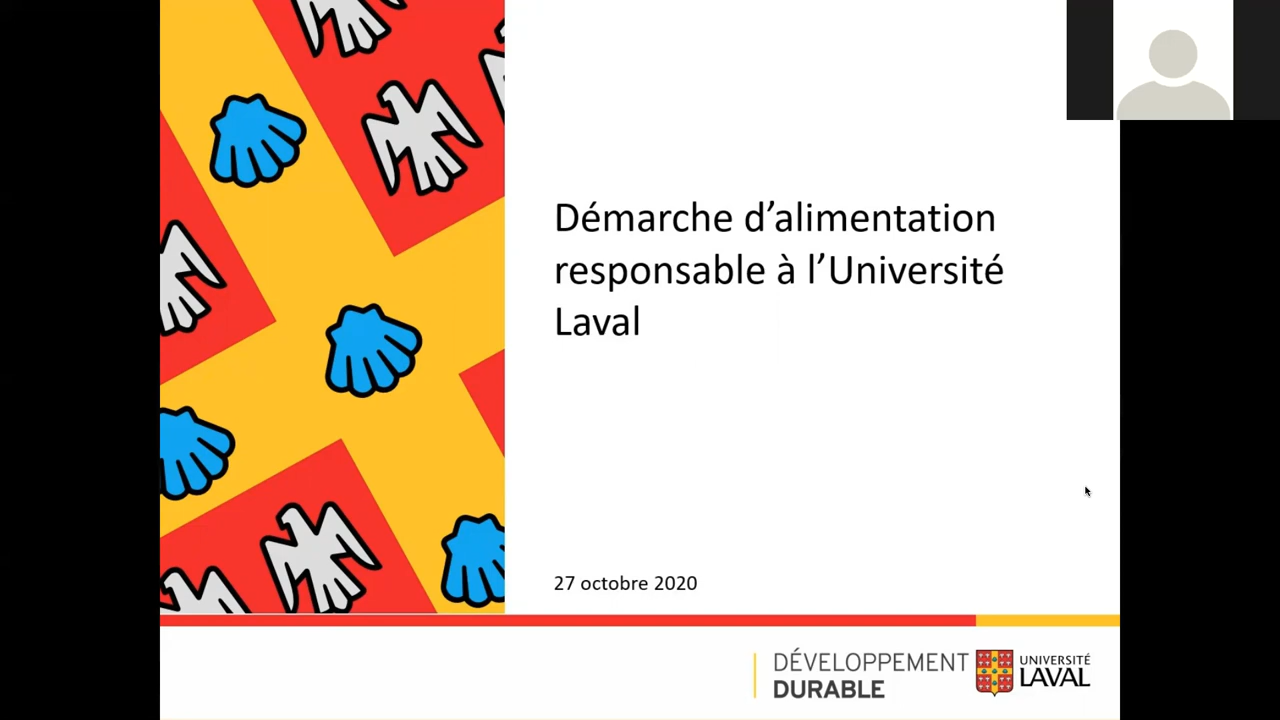 Démarche d’alimentation
responsable à l’Université
Laval
27 octobre 2020
DÉVELOPPEMENT
DURABLE
UNIVERSITÉ
LAVAL